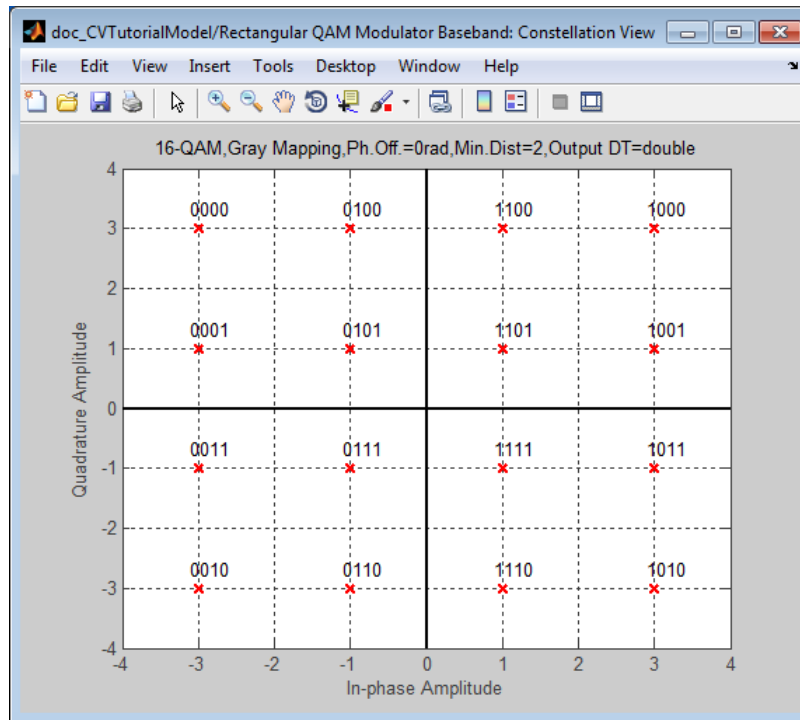 doc_CVTutorialModel/Rectangular QAM Modulator Baseband: Constellation View
File Edit View Insert Tools Desktop Window Help
16-QAM,Gray Mapping,Ph.Off.=0rad,Min.Dist=2,Output DT=double
4
0000 0100 1100 1000
3
2
0001 0101 1101 1001
1
Quadrature Amplitude
0
0011 0111 1111 1011
-1
-2
0010 0110 1110 1010
-3
-4
-4 -3 -2 -1 0 1 2 3 4
In-phase Amplitude